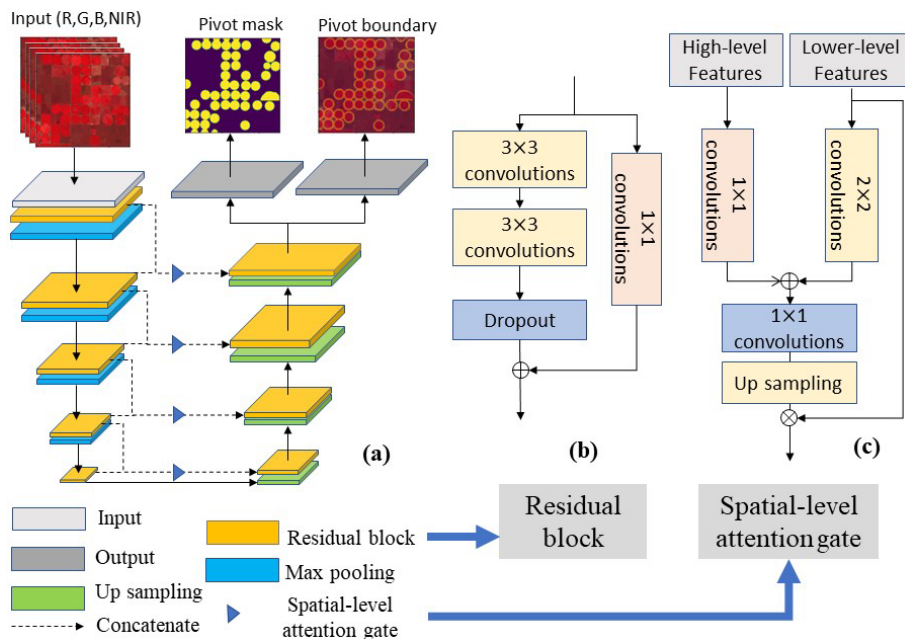 Input (R,G,B,NIR)
Pivot mask
Pivot boundary
(a)
3×3
convolutions
3×3
convolutions
Dropout
1×1
convolutions
(b)
High-level
Features
Lower-level
Features
1×1
convolutions
2×2
convolutions
1×1
convolutions
Up sampling
(c)
Input
Output
Up sampling
Concatenate
Residual block
Max pooling
Spatial-level
attention gate
Residual
block
Spatial-level
attention gate